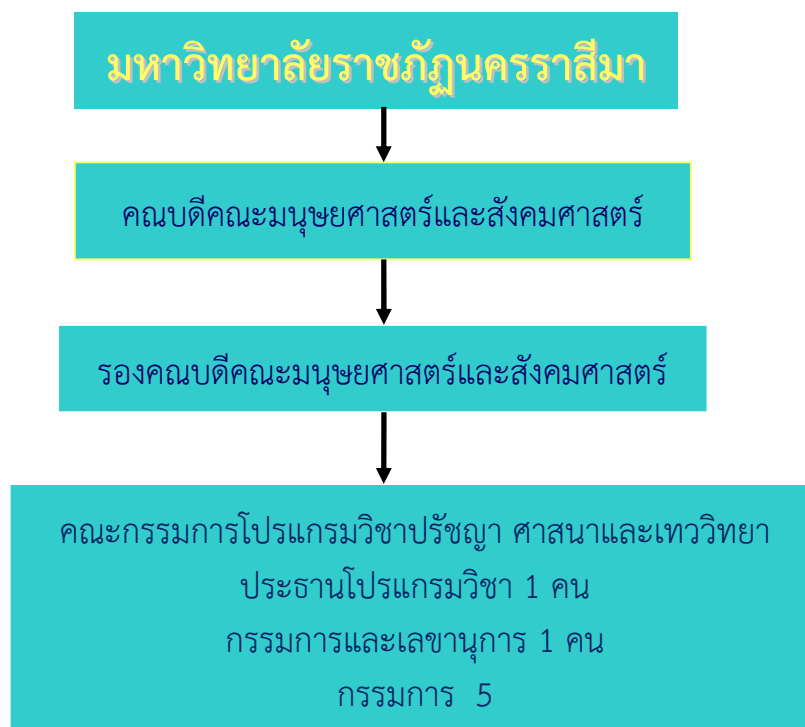 มหาวิทยาลัยราชภัฏนครราสีมา
คณบดีคณะมนุษยศาสตร์และสังคมศาสตร์
รองคณบดีคณะมนุษยศาสตร์และสังคมศาสตร์
คณะกรรมการโปรแกรมวิชาปรัชญา ศาสนาและเทววิทยา
ประธานโปรแกรมวิชา 1 คน
กรรมการและเลขานุการ 1 คน
กรรมการ 5